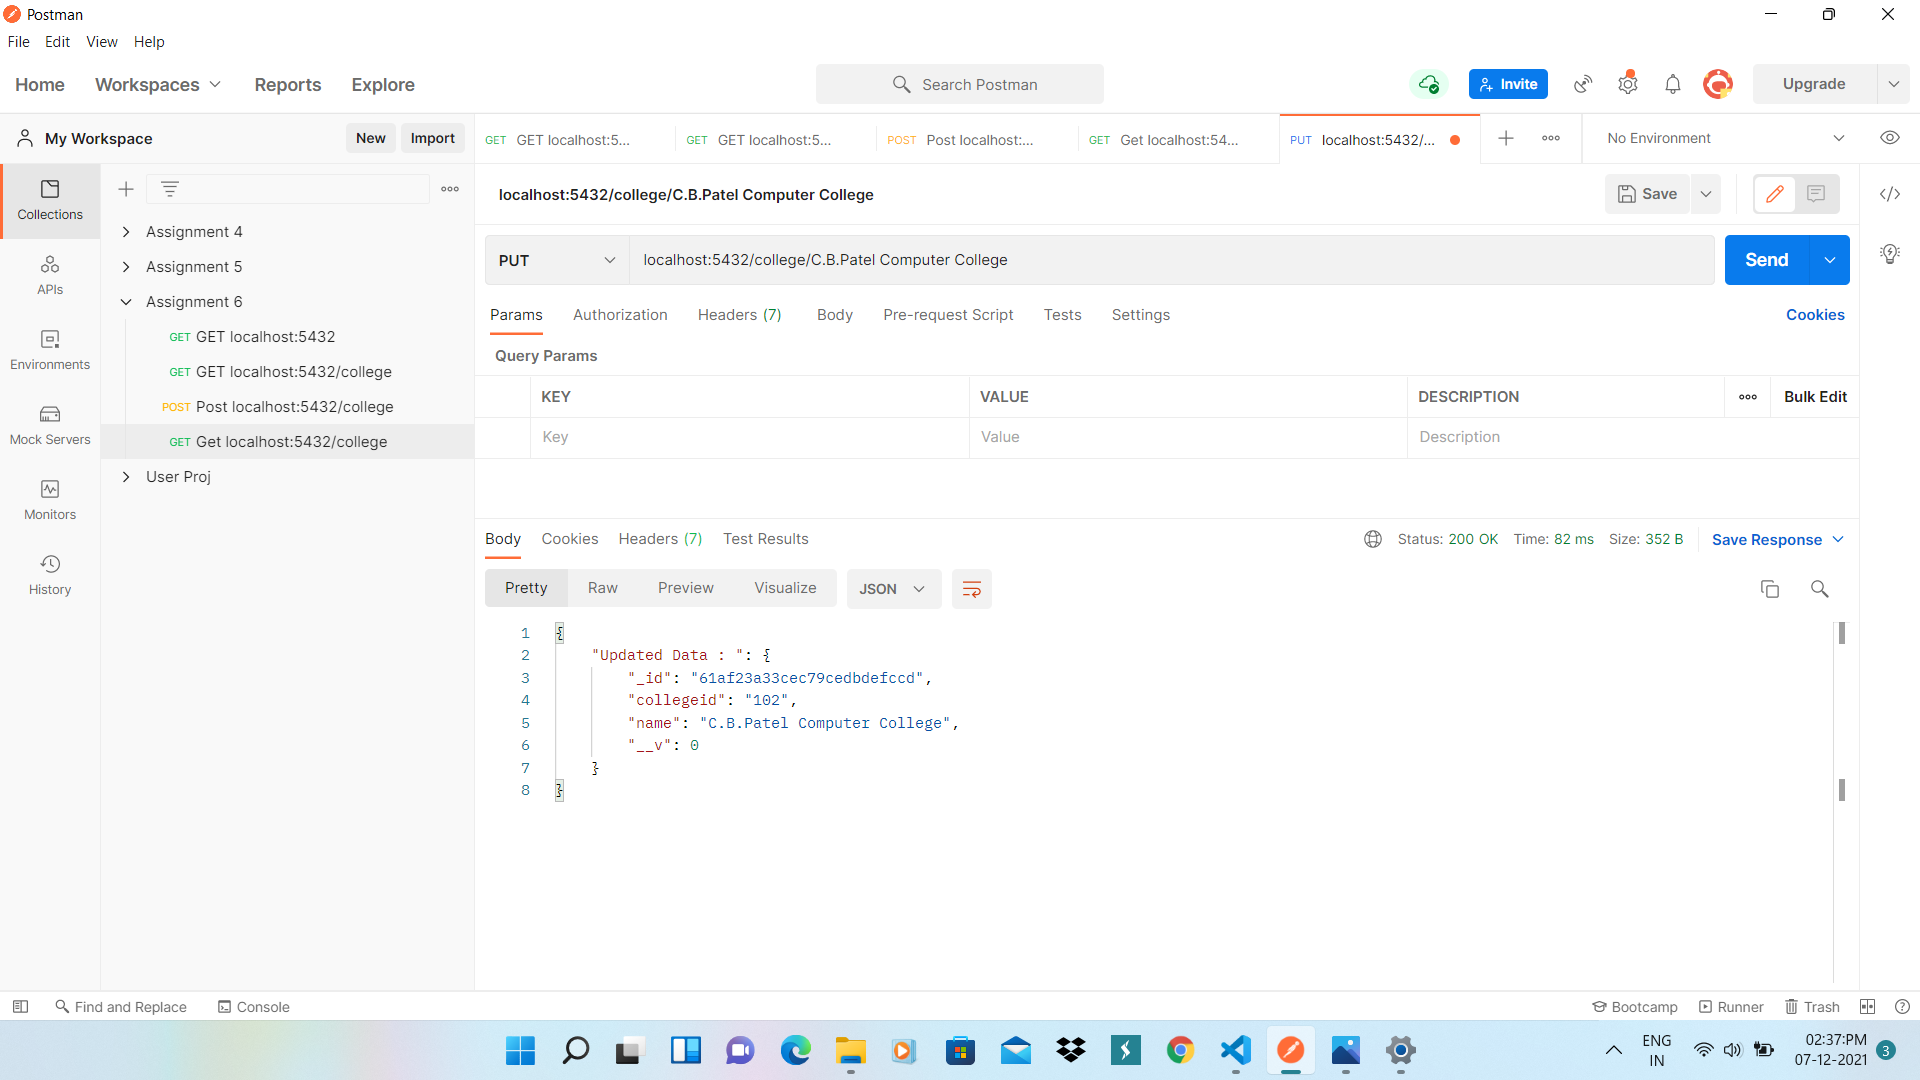 Postman
File Edit View Help
Home Workspaces Reports Explore Search Postman Invite Upgrade
My Workspace New Import GET GET localhost:5... GET GET localhost:5... POST Post localhost:... GET Get localhost:54... PUT localhost:5432/... No Environment
Collections
APIs
Environments
Mock Servers
Monitors
History
Assignment 4
Assignment 5
Assignment 6
GET GET localhost:5432
GET GET localhost:5432/college
POST Post localhost:5432/college
GET Get localhost:5432/college
User Proj
localhost:5432/college/C.B.Patel Computer College Save
PUT localhost:5432/college/C.B.Patel Computer College Send
Params Authorization Headers (7) Body Pre-request Script Tests Settings Cookies
Query Params
KEY VALUE DESCRIPTION Bulk Edit
Key Value Description
Body Cookies Headers (7) Test Results Status: 200 OK Time: 82 ms Size: 352 B Save Response
Pretty Raw Preview Visualize JSON
1 {
2 "Updated Data : ": {
3 "_id": "61af23a33cec79cedbdefccd",
4 "collegeid": "102",
5 "name": "C.B.Patel Computer College",
6 "__v": 0
7 }
8 }
Find and Replace Console Bootcamp Runner Trash
ENG
IN
02:37:PM
07-12-2021
3